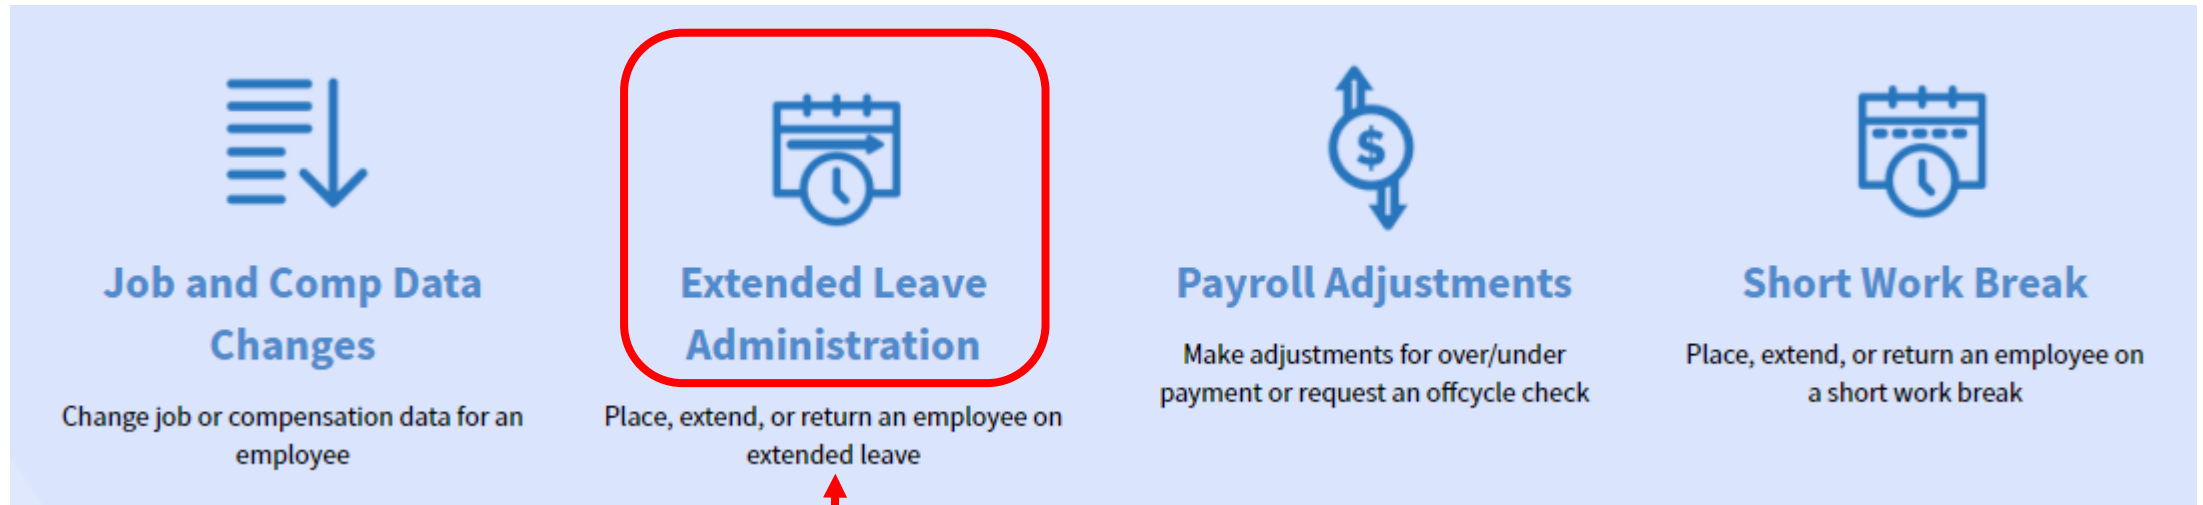 Job and Comp Data
Changes
Change job or compensation data for an
employee
Extended Leave
Administration
Place, extend, or return an employee on
extended leave
$
Payroll Adjustments
Make adjustments for over/under
payment or request an offcycle check
Short Work Break
Place, extend, or return an employee on
a short work break